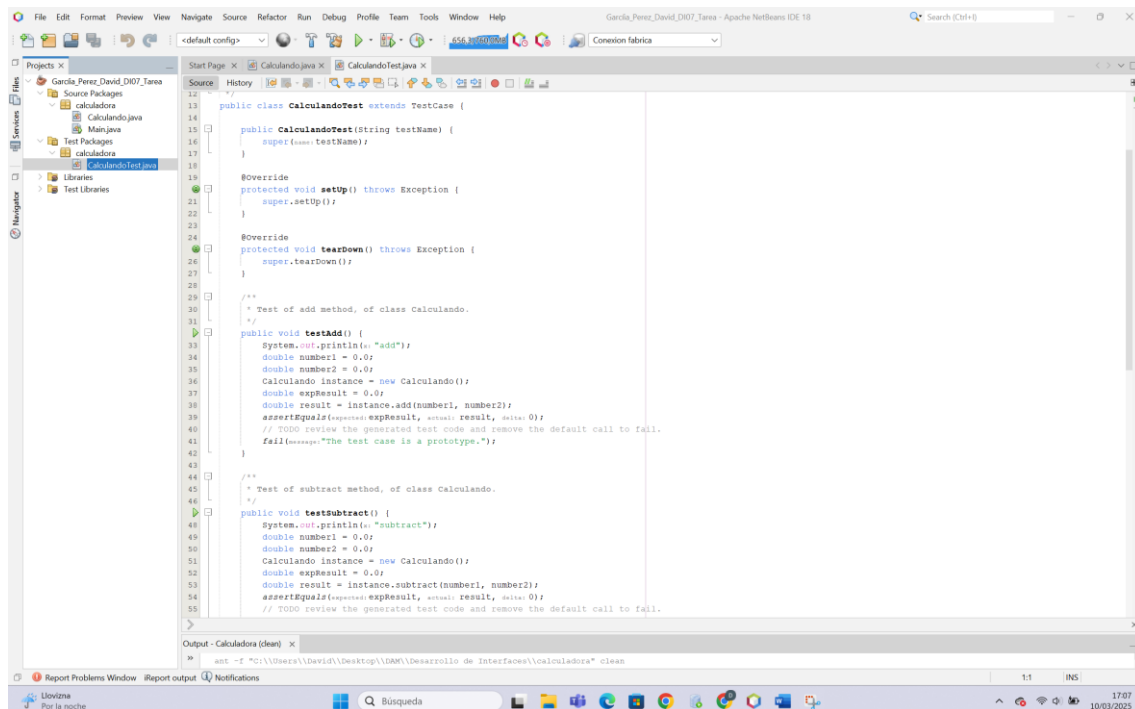 File Edit Format Preview View Navigate Source Refactor Run Debug Profile Team Tools Window Help
Garcíla_Perez_David_DI07_Tarea - Apache NetBeans IDE 18
Search (Ctrl+I)
<default config>
Conexion fabrica
Projects
Start Page
Calculando.java
CalculandoTest.java
Files
Services
Navigator
Garcíla_Perez_David_DI07_Tarea
Source Packages
calculadora
Calculando.java
Main.java
Test Packages
calculadora
CalculandoTest.java
Libraries
Test Libraries
Source History
12 */
13 public class CalculandoTest extends TestCase {
14
15 public CalculandoTest(String testName) {
16 super(name: testName);
17 }
18
19 @Override
protected void setUp() throws Exception {
21 super.setUp();
22 }
23
24 @Override
protected void tearDown() throws Exception {
26 super.tearDown();
27 }
28
29 /**
30 * Test of add method, of class Calculando.
31 */
public void testAdd() {
33 System.out.println(x: "add");
34 double number1 = 0.0;
35 double number2 = 0.0;
36 Calculando instance = new Calculando();
37 double expResult = 0.0;
38 double result = instance.add(number1, number2);
39 assertEquals(expected: expResult, actual: result, delta: 0);
40 // TODO review the generated test code and remove the default call to fail.
41 fail(message: "The test case is a prototype.");
42 }
43
44 /**
45 * Test of subtract method, of class Calculando.
46 */
public void testSubtract() {
48 System.out.println(x: "subtract");
49 double number1 = 0.0;
50 double number2 = 0.0;
51 Calculando instance = new Calculando();
52 double expResult = 0.0;
53 double result = instance.subtract(number1, number2);
54 assertEquals(expected: expResult, actual: result, delta: 0);
55 // TODO review the generated test code and remove the default call to fail.
Output - Calculadora (clean)
ant -f "C:\\Users\\David\\Desktop\\DAM\\Desarrollo de Interfaces\\calculadora" clean
Report Problems Window iReport output Notifications
1:1 INS
Llovizna
Por la noche
Búsqueda
17:07
10/03/2025